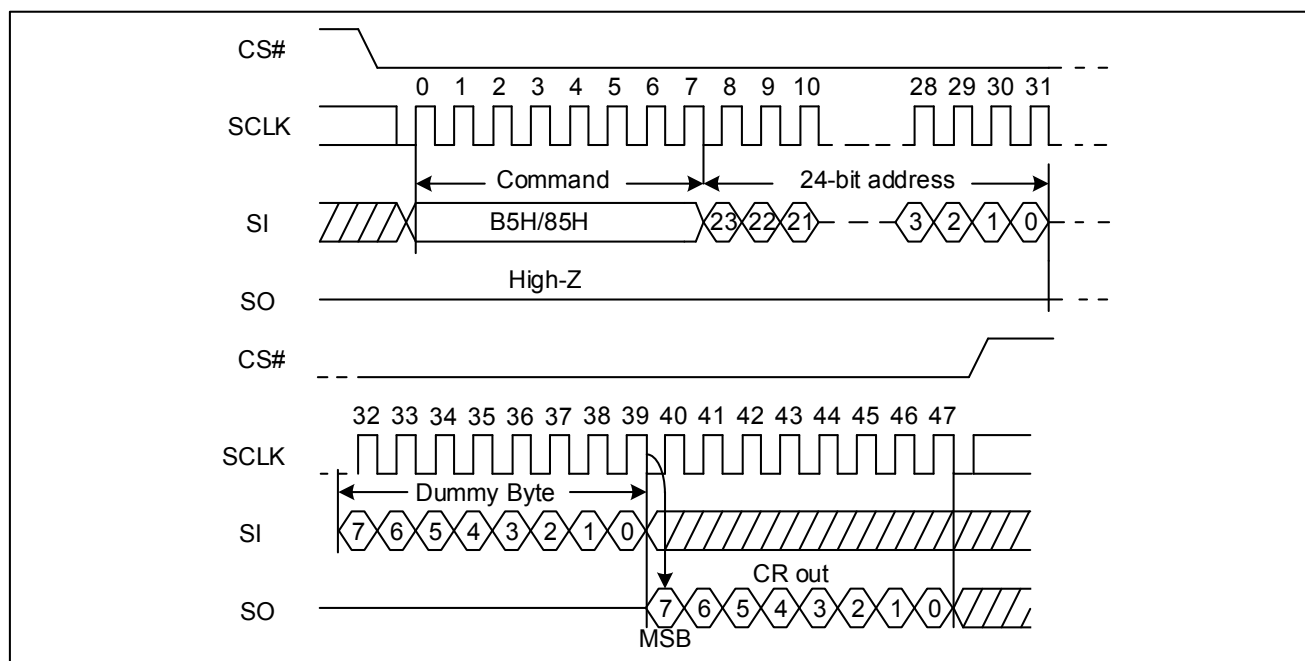 CS#
0 1 2 3 4 5 6 7 8 9 10 28 29 30 31
SCLK
Command 24-bit address
SI B5H/85H 23 22 21 3 2 1 0
High-Z
SO
CS#
32 33 34 35 36 37 38 39 40 41 42 43 44 45 46 47
SCLK
Dummy Byte
SI 7 6 5 4 3 2 1 0
CR out
SO 7 6 5 4 3 2 1 0
MSB